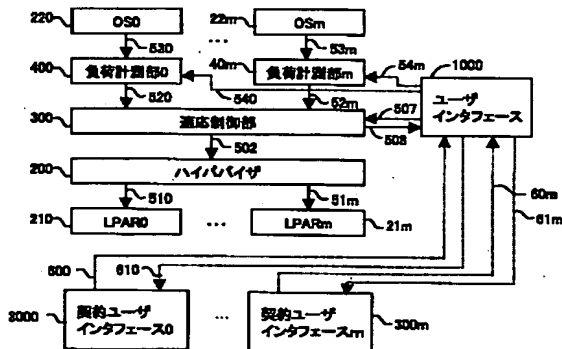 220
OS0
22m
OSm
530
53m
...
400
負荷計測部0
40m
負荷計測部m
54m
1000
520
540
52m
ユーザ
インタフェース
300
適応制御部
507
508
502
200
ハイパバイザ
510
51m
60m
61m
210
LPAR0
...
LPARm
21m
600
610
3000
契約ユーザ
インタフェース0
...
契約ユーザ
インタフェースm
300m